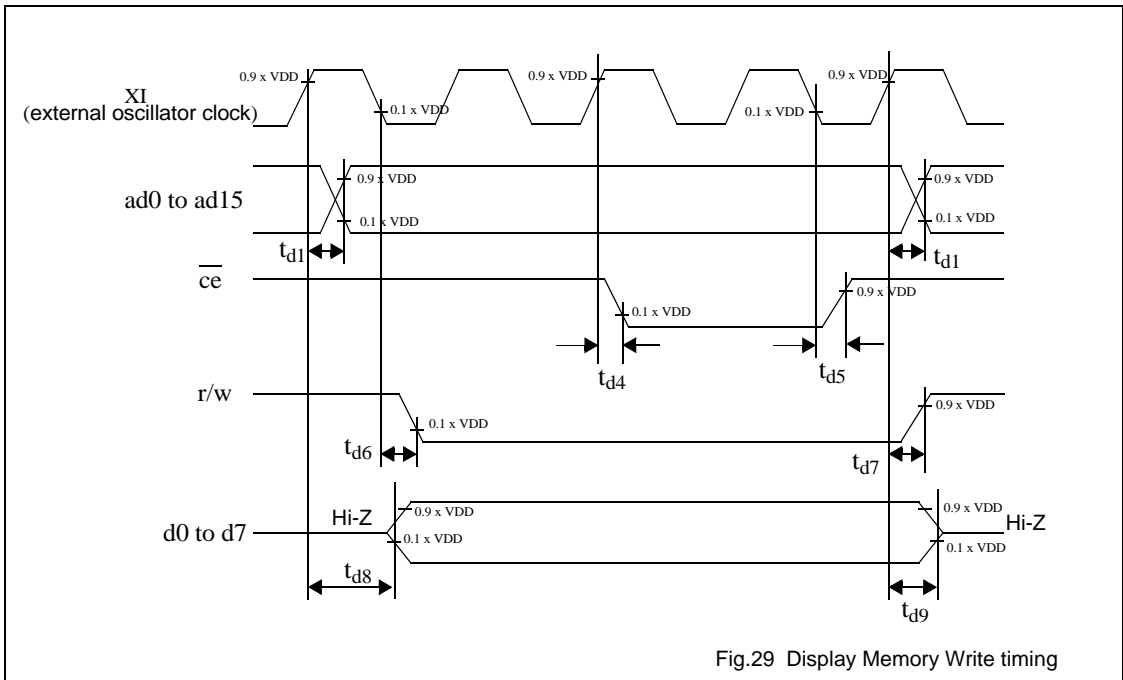 0.9 x VDD 0.9 x VDD 0.9 x VDD
XI
(external oscillator clock)
0.1 x VDD 0.1 x VDD
ad0 to ad15
0.9 x VDD 0.9 x VDD
0.1 x VDD 0.1 x VDD
td1 td1
ce
0.1 x VDD 0.9 x VDD
td4 td5
r/w
0.1 x VDD 0.9 x VDD
td6 td7
d0 to d7
Hi-Z 0.9 x VDD 0.9 x VDD Hi-Z
0.1 x VDD 0.1 x VDD
td8 td9
Fig.29 Display Memory Write timing